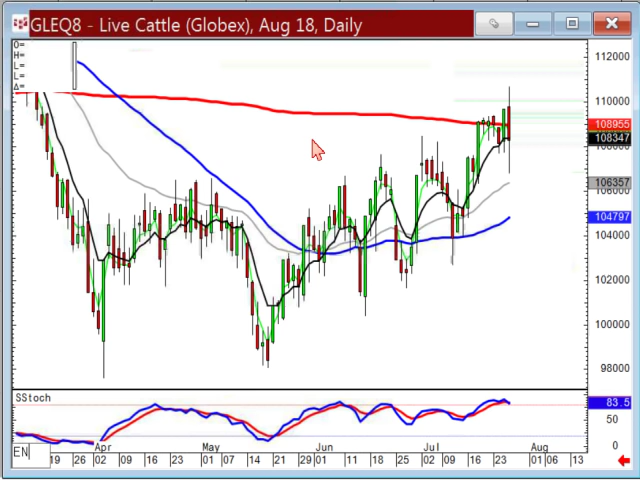 GLEQ8 - Live Cattle (Globex), Aug 18, Daily
O=
H=
L=
L=
Δ=
112000
110000
108955
108347
106357
104797
104000
102000
100000
98000
SStoch
83.5
50
0
EN
Apr May Jun Jul Aug
19 26 02 09 16 23 01 07 14 21 29 01 11 18 25 02 09 16 23 01 06 13